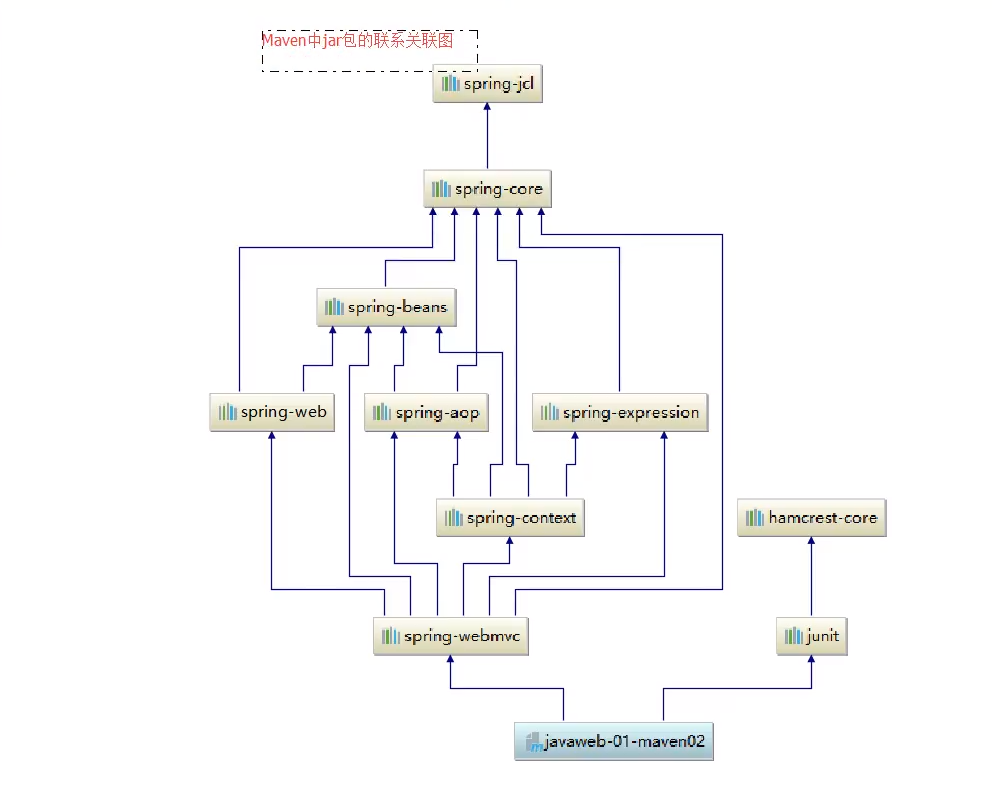 Maven中jar包的联系关联图
spring-jcl
spring-core
spring-beans
spring-web
spring-aop
spring-expression
spring-context
hamcrest-core
spring-webmvc
junit
javaweb-01-maven02